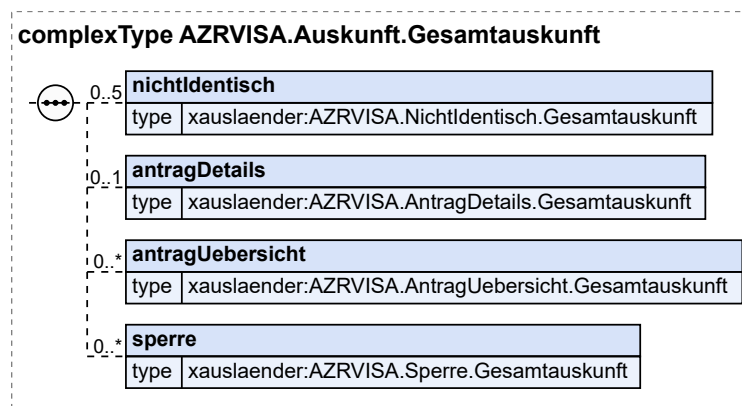 complexType AZRVISA.Auskunft.Gesamtauskunft
0..5 nichtIdentisch
type xauslaender:AZRVISA.NichtIdentisch.Gesamtauskunft
0..1 antragDetails
type xauslaender:AZRVISA.AntragDetails.Gesamtauskunft
0..* antragUebersicht
type xauslaender:AZRVISA.AntragUebersicht.Gesamtauskunft
0..* sperre
type xauslaender:AZRVISA.Sperre.Gesamtauskunft